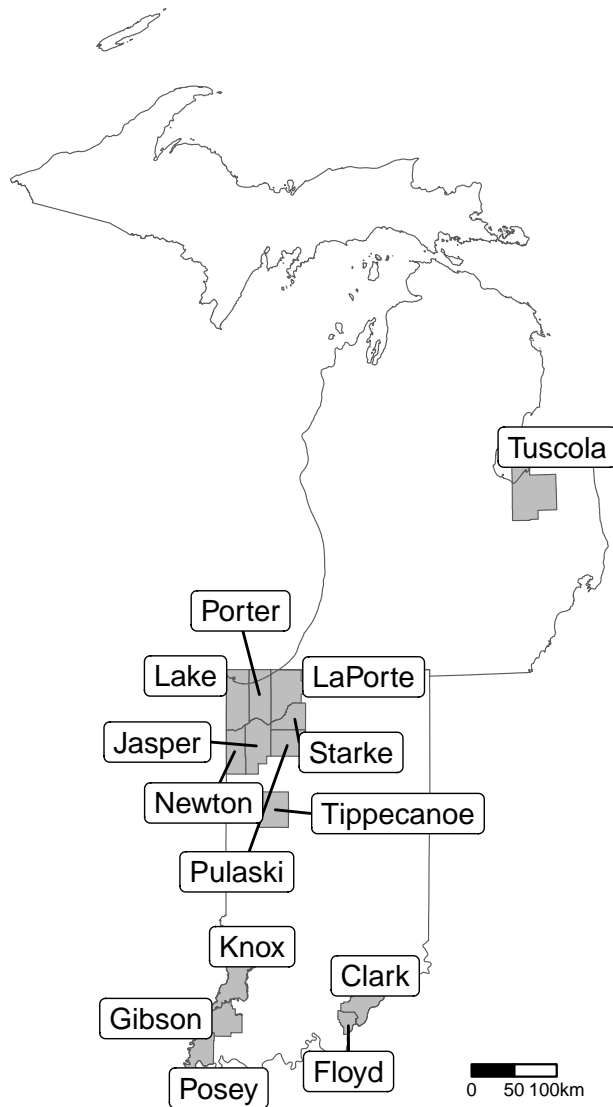 Tuscola
Porter
Lake
LaPorte
Jasper
Starke
Newton
Tippecanoe
Pulaski
Knox
Clark
Gibson
Floyd
Posey
0 50 100km